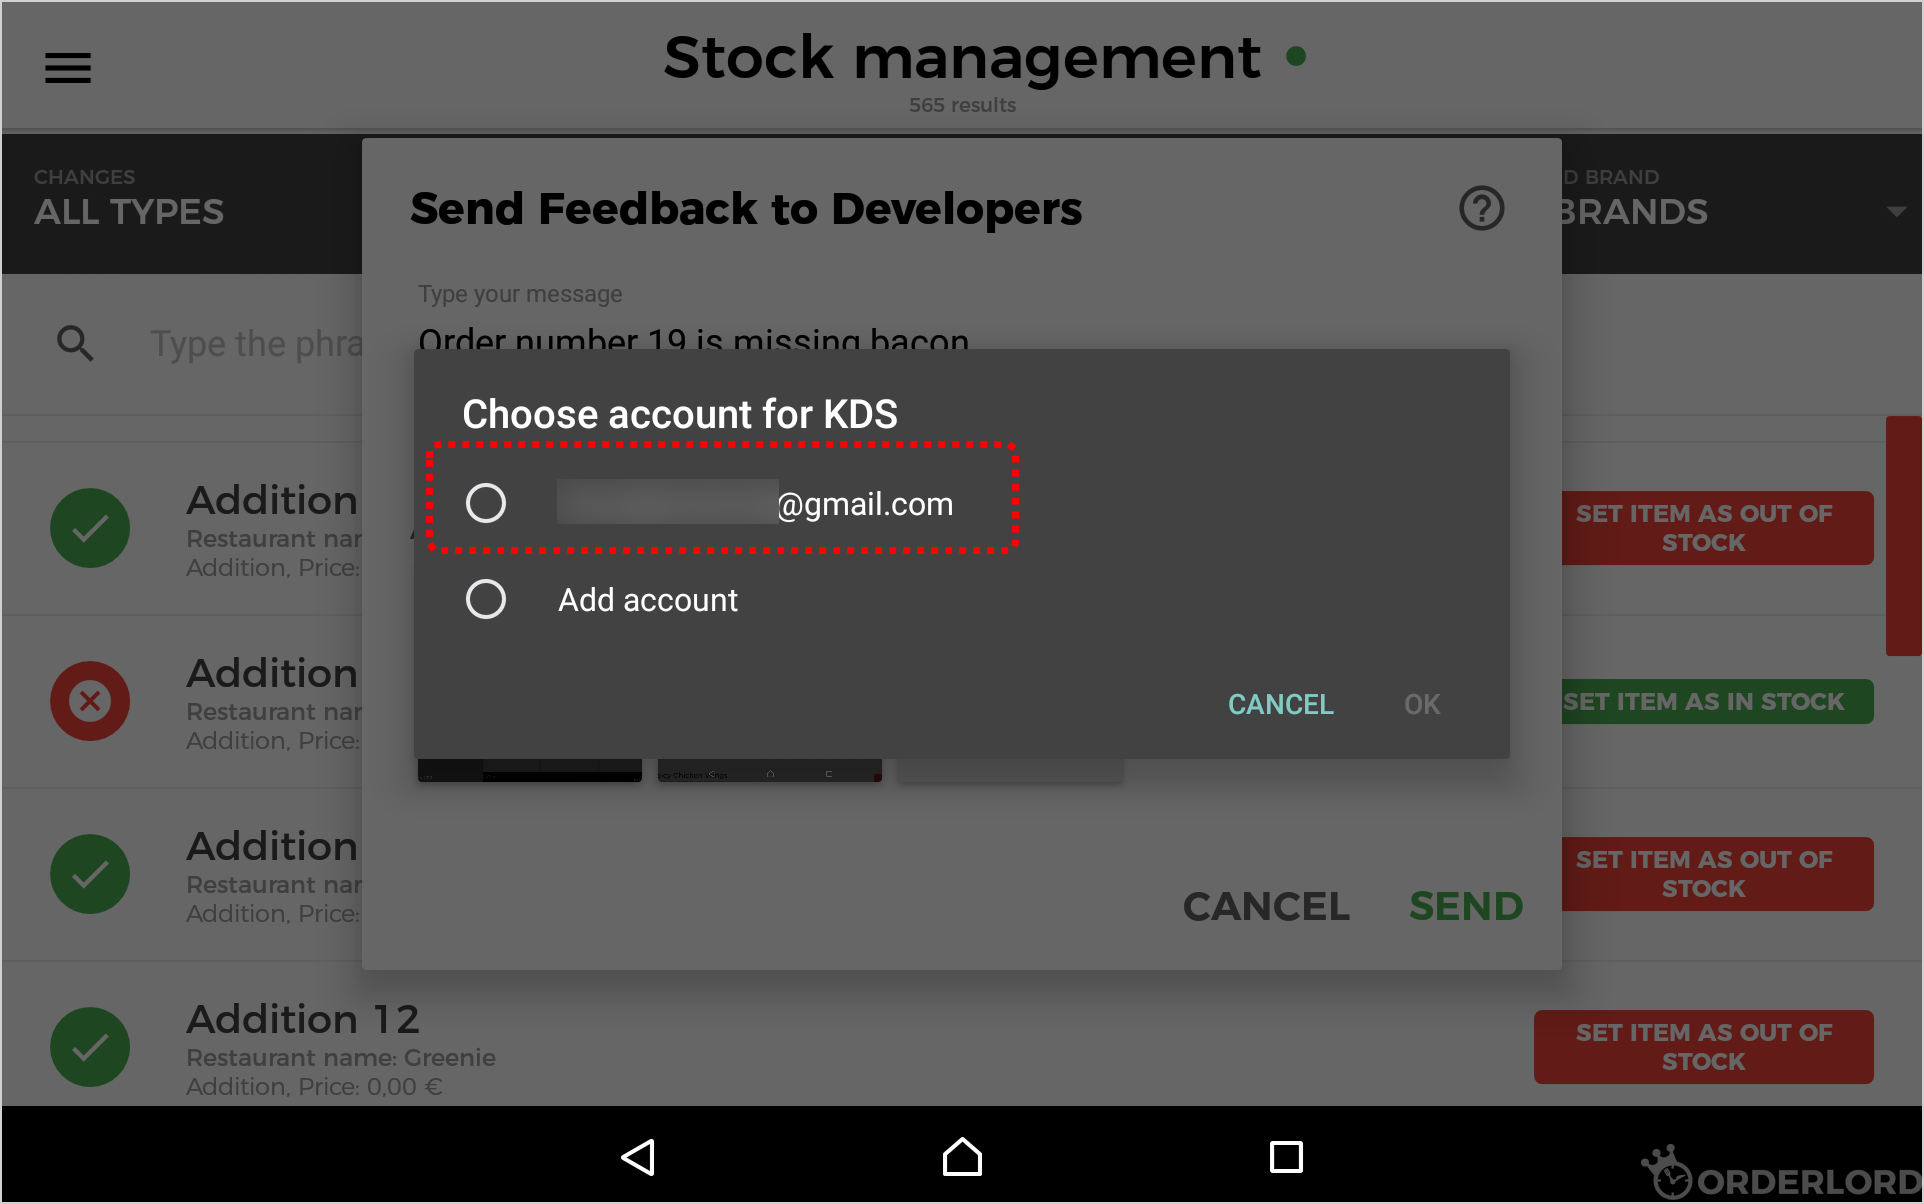 Stock management
565 results
CHANGES
ALL TYPES
D BRAND
BRANDS
Send Feedback to Developers
?
Type your message
Order number 19 is missing bacon
Type the phra
Choose account for KDS
@gmail.com
Add account
CANCEL
OK
Addition
Restaurant nar
Addition, Price:
SET ITEM AS OUT OF
STOCK
Addition
Restaurant nar
Addition, Price:
SET ITEM AS IN STOCK
Addition
Restaurant nar
Addition, Price:
SET ITEM AS OUT OF
STOCK
CANCEL
SEND
Addition 12
Restaurant name: Greenie
Addition, Price: 0,00 €
SET ITEM AS OUT OF
STOCK
ORDERLORD